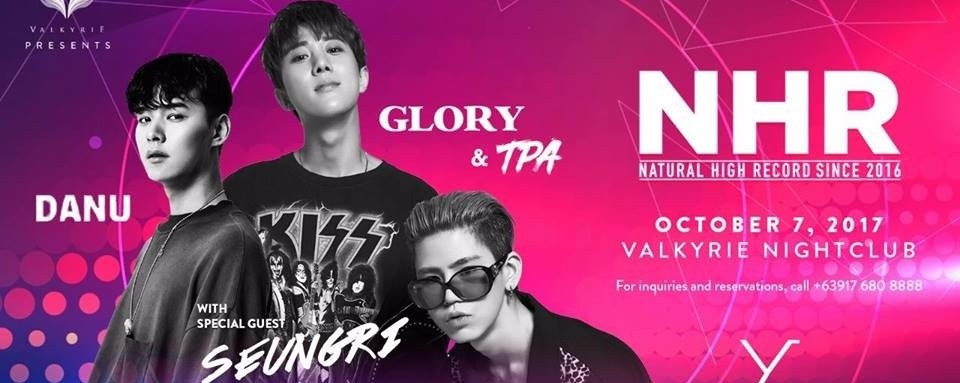 VALKYRIE
PRESENTS
DANU
GLORY
& TPA
KISS
WITH
SPECIAL GUEST
SEUNGRI
NHR
NATURAL HIGH RECORD SINCE 2016
OCTOBER 7, 2017
VALKYRIE NIGHTCLUB
For inquiries and reservations, call +63917 680 8888